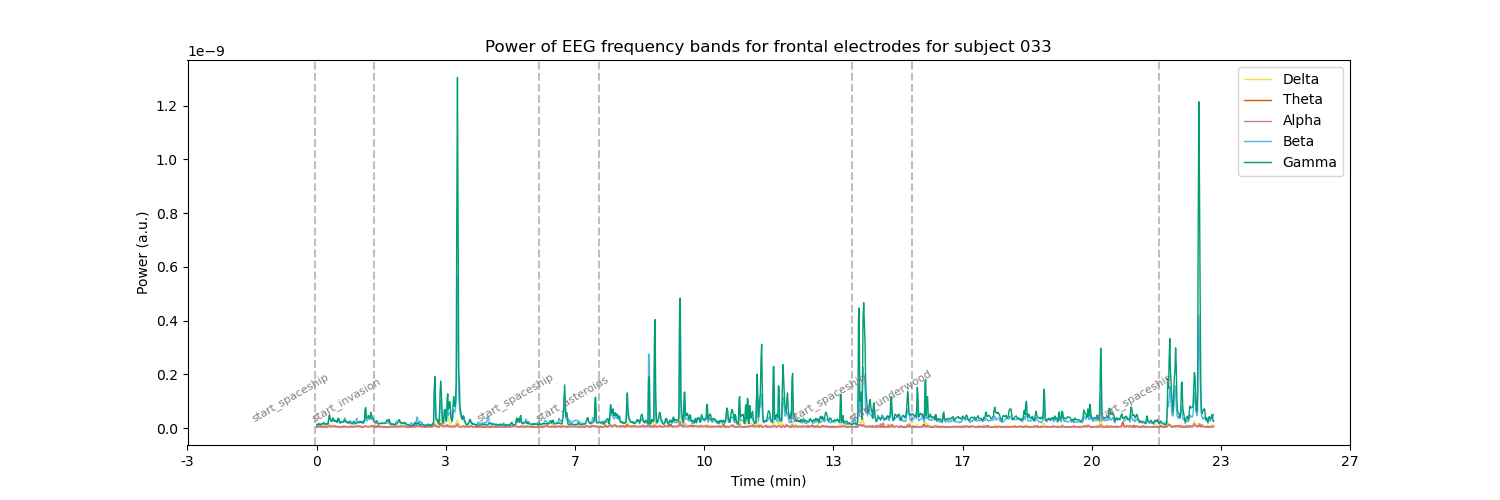 Power of EEG frequency bands for frontal electrodes for subject 033
1e−9
Power (a.u.)
1.2
1.0
0.8
0.6
0.4
0.2
0.0
Delta
Theta
Alpha
Beta
Gamma
start_spaceship
start_invasion
start_spaceship
start_asteroids
start_spaceship
start_underwood
start_spaceship
-3
0
3
7
10
13
17
20
23
27
Time (min)